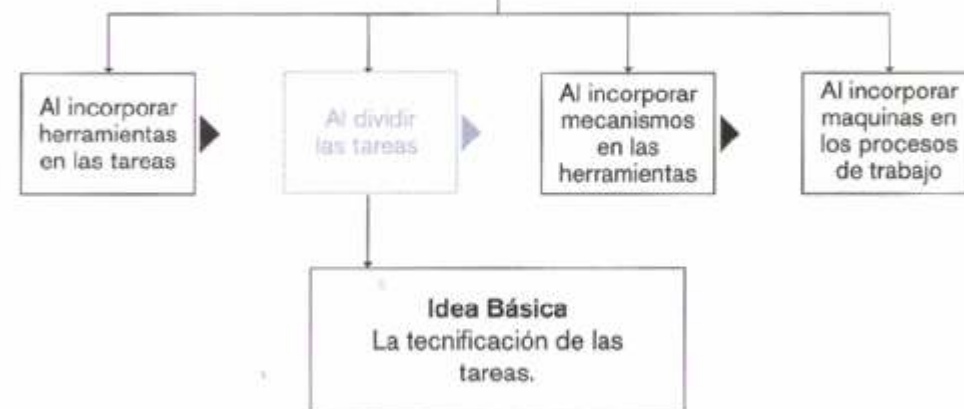 Al incorporar
herramientas
en las tareas
Al dividir
las tareas
Al incorporar
mecanismos
en las
herramientas
Al incorporar
maquinas en
los procesos
de trabajo
Idea Básica
La tecnificación de las
tareas.